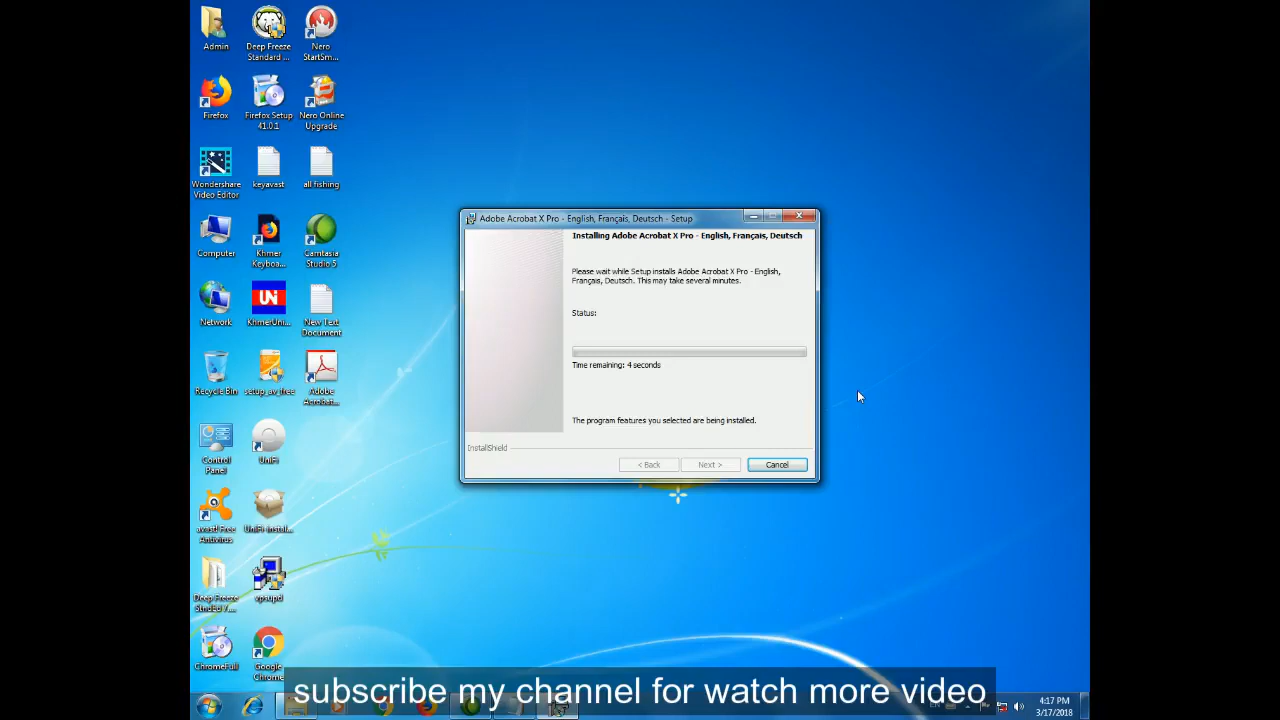 Admin
Deep Freeze
Standard ...
Nero
StartSm...
Firefox
Firefox Setup
41.0.1
Nero Online
Upgrade
Wondershare
Video Editor
keyavast
all fishing
Computer
Khmer
Keyboa...
Camtasia
Studio 5
Network
KhmerUni...
New Text
Document
Recycle Bin
setup_av_free
Adobe
Acrobat...
Control
Panel
UniFi
avast! Free
Antivirus
UniFi-instal...
Deep Freeze
vpsupd
ChromeFull
Google
Chrome
Adobe Acrobat X Pro - English, Français, Deutsch - Setup
Installing Adobe Acrobat X Pro - English, Français, Deutsch
Please wait while Setup installs Adobe Acrobat X Pro - English,
Français, Deutsch. This may take several minutes.
Status:
Time remaining: 4 seconds
The program features you selected are being installed.
InstallShield
< Back
Next >
Cancel
subscribe my channel for watch more video
4:17 PM
3/17/2018